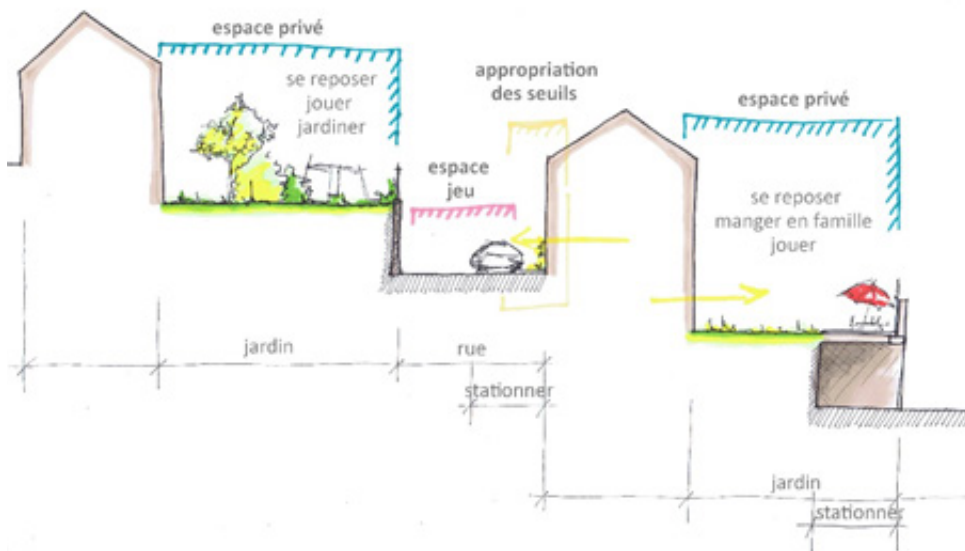 espace privé
se reposer
jouer
jardiner
appropriation
des seuils
espace privé
espace
jeu
se reposer
manger en famille
jouer
jardin
rue
stationner
jardin
stationner